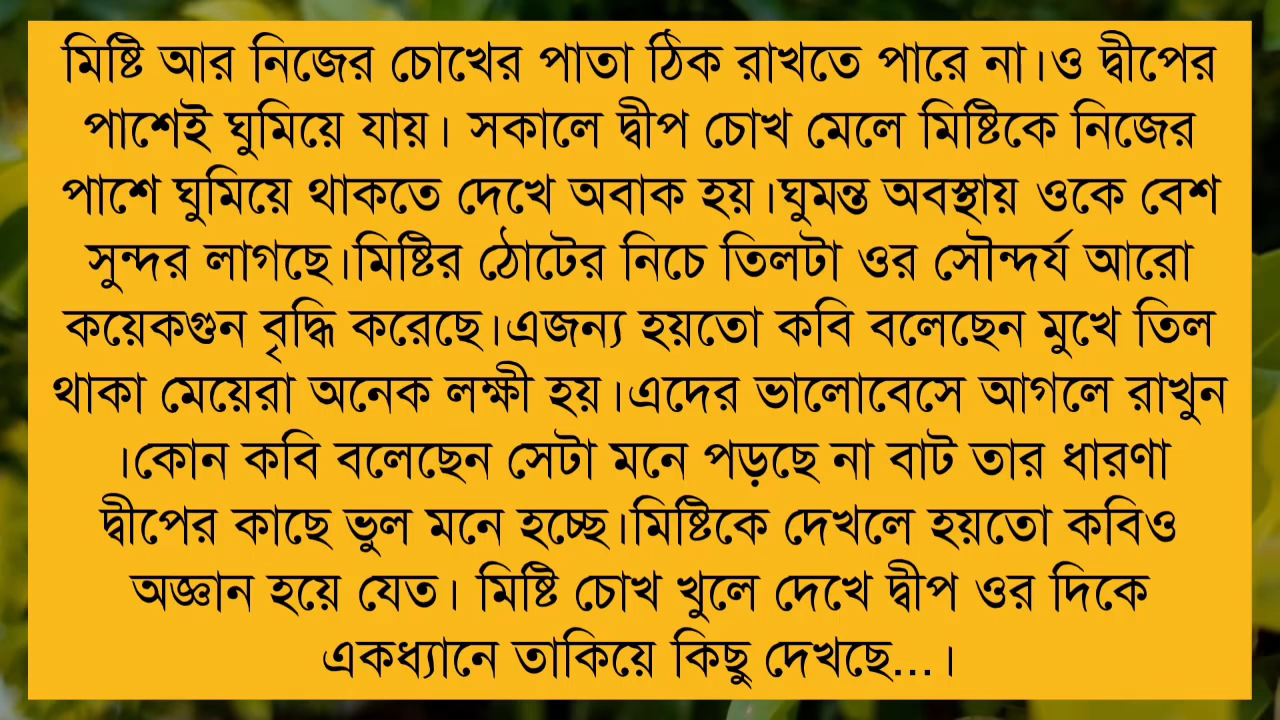 মিষ্টি আর নিজের চোখের পাতা ঠিক রাখতে পারে না।ও দ্বীপের
পাশেই ঘুমিয়ে যায়। সকালে দ্বীপ চোখ মেলে মিষ্টিকে নিজের
পাশে ঘুমিয়ে থাকতে দেখে অবাক হয়।ঘুমন্ত অবস্থায় ওকে বেশ
সুন্দর লাগছে।মিষ্টির ঠোটের নিচে তিলটা ওর সৌন্দর্য আরো
কয়েকগুন বৃদ্ধি করেছে।এজন্য হয়তো কবি বলেছেন মুখে তিল
থাকা মেয়েরা অনেক লক্ষী হয়।এদের ভালোবেসে আগলে রাখুন
।কোন কবি বলেছেন সেটা মনে পড়ছে না বাট তার ধারণা
দ্বীপের কাছে ভুল মনে হচ্ছে।মিষ্টিকে দেখলে হয়তো কবিও
অজ্ঞান হয়ে যেত। মিষ্টি চোখ খুলে দেখে দ্বীপ ওর দিকে
একধ্যানে তাকিয়ে কিছু দেখছে...।